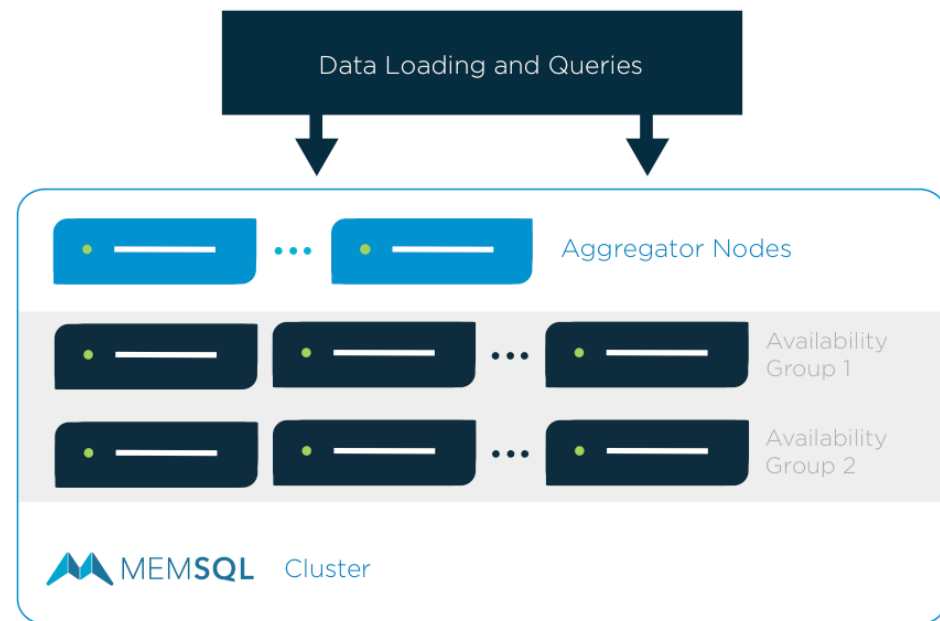 Data Loading and Queries
Aggregator Nodes
Availability
Group 1
Availability
Group 2
MEMSQL Cluster